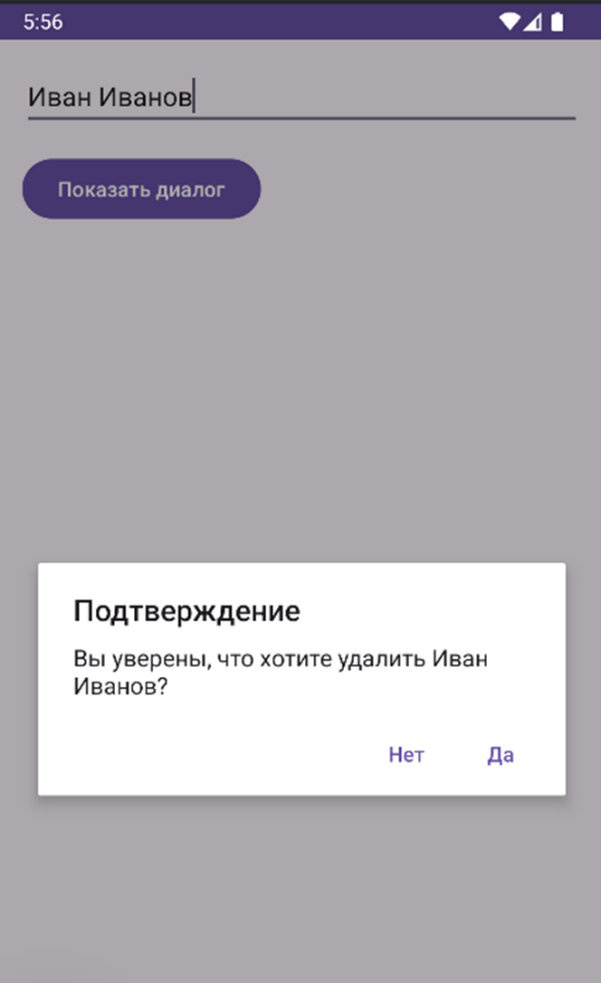 5:56
Иван Иванов
Показать диалог
Подтверждение
Вы уверены, что хотите удалить Иван
Иванов?
Нет Да